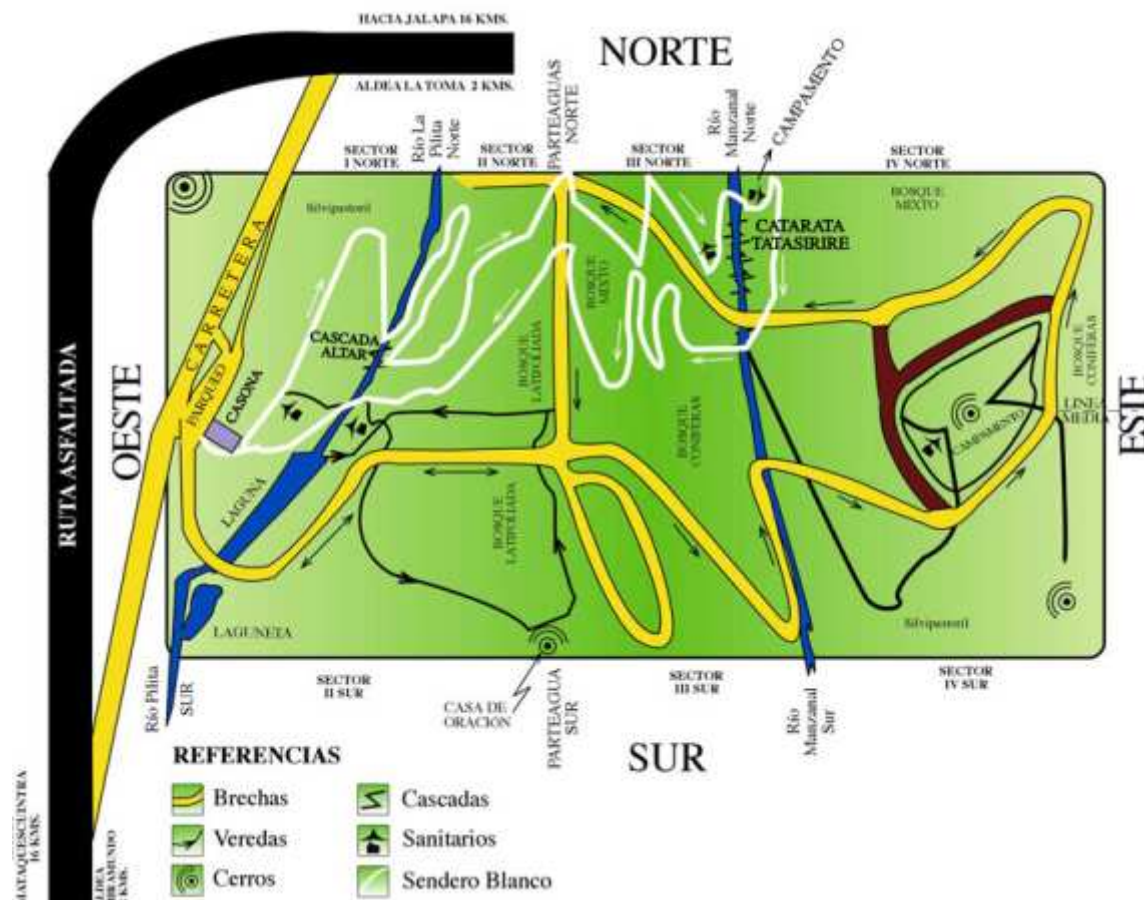 HACIA JALAPA 16 KMS.
NORTE
ALDEA LA TOMA 2 KMS.
CAMPAMENTO
PARTEAGUAS
NORTE
Río La
Pilita
Norte
Río
Manzanal
Norte
SECTOR
I NORTE
SECTOR
II NORTE
SECTOR
III NORTE
SECTOR
IV NORTE
Silvipastoril
BOSQUE
MIXTO
CATARATA
TATASIRIRE
BOSQUE
MIXTO
CARRETERA
CASCADA
ALTAR
BOSQUE
LATIFOLIADA
BOSQUE
CONIFERAS
PARQUEO
CASONA
OESTE
RUTA ASFALTADA
BOSQUE
CONIFERAS
LINEA
MEDIA
ESTE
CAMPAMENTO
LAGUNA
BOSQUE
LATIFOLIADA
LAGUNETA
Silvipastoril
Río Pilita
SUR
SECTOR
II SUR
CASA DE
ORACIÓN
PARTEAGUA
SUR
SECTOR
III SUR
Río
Manzanal
Sur
SECTOR
IV SUR
SUR
REFERENCIAS
Brechas
Cascadas
Veredas
Sanitarios
Cerros
Sendero Blanco
16 KMS.